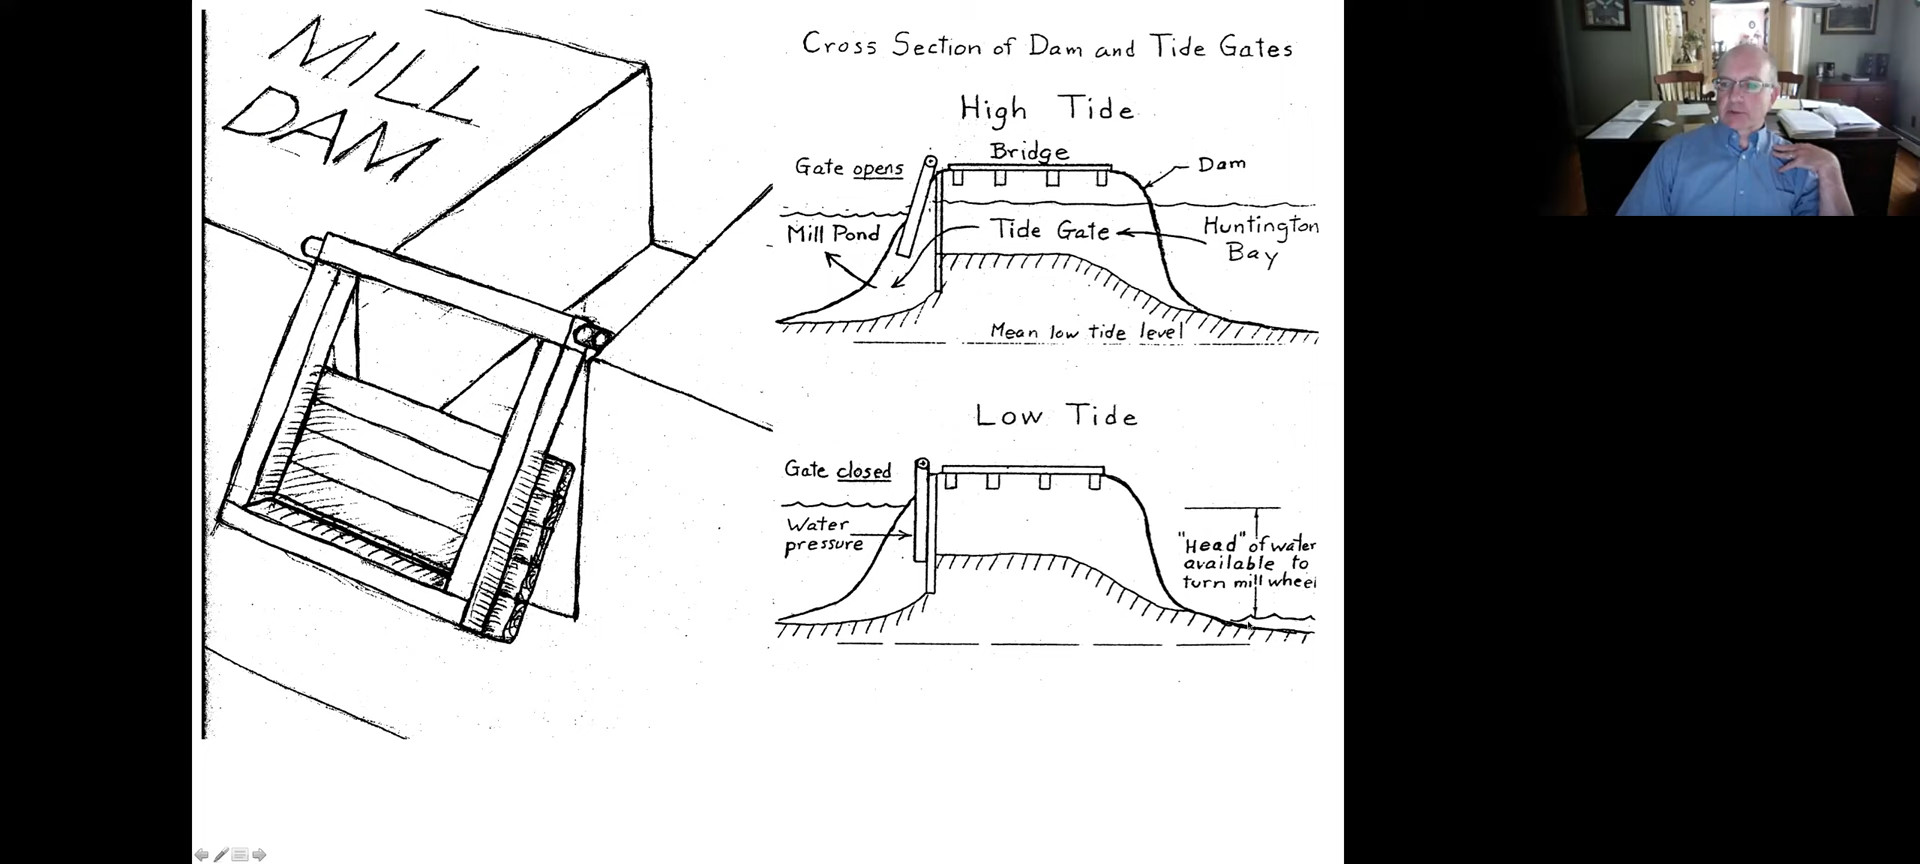 MILL
DAM
Cross Section of Dam and Tide Gates
High Tide
Bridge
Gate opens
Dam
Mill Pond
Tide Gate
Huntington
Bay
Mean low tide level
Low Tide
Gate closed
Water
pressure
"Head" of water
available to
turn mill wheel